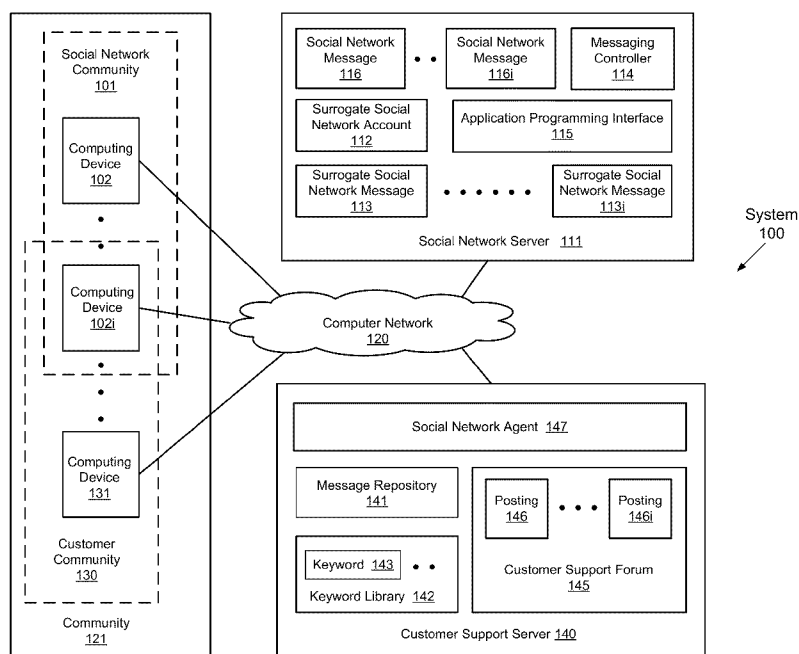 Social Network
Community
101
Computing
Device
102
Computing
Device
102i
Computing
Device
131
Customer
Community
130
Community
121
Social Network
Message
116
Social Network
Message
116i
Messaging
Controller
114
Surrogate Social
Network Account
112
Application Programming Interface
115
Surrogate Social
Network Message
113
Surrogate Social
Network Message
113i
Social Network Server 111
System
100
Computer Network
120
Social Network Agent 147
Message Repository
141
Keyword 143
Keyword Library 142
Posting
146
Posting
146i
Customer Support Forum
145
Customer Support Server 140